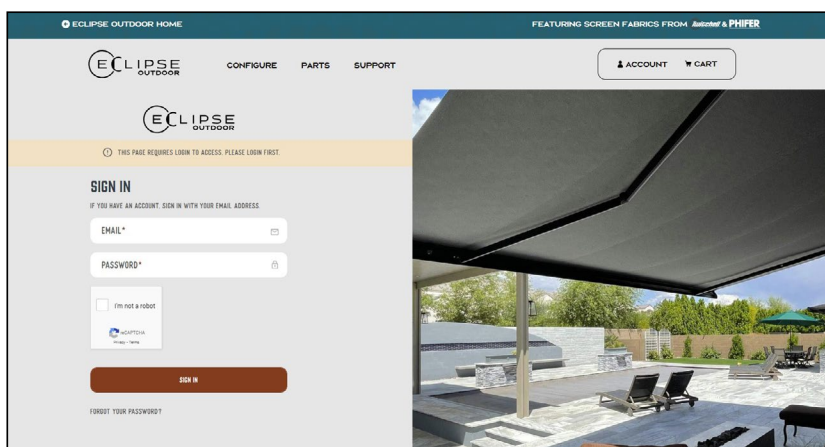 ECLIPSE OUTDOOR HOME
FEATURING SCREEN FABRICS FROM & PHIFER
ECLIPSE
OUTDOOR
CONFIGURE PARTS SUPPORT
ACCOUNT CART
ECLIPSE
OUTDOOR
THIS PAGE REQUIRES LOGIN TO ACCESS. PLEASE LOGIN FIRST.
SIGN IN
IF YOU HAVE AN ACCOUNT, SIGN IN WITH YOUR EMAIL ADDRESS.
EMAIL*
PASSWORD*
I'm not a robot
reCAPTCHA
Privacy - Terms
SIGN IN
FORGOT YOUR PASSWORD?